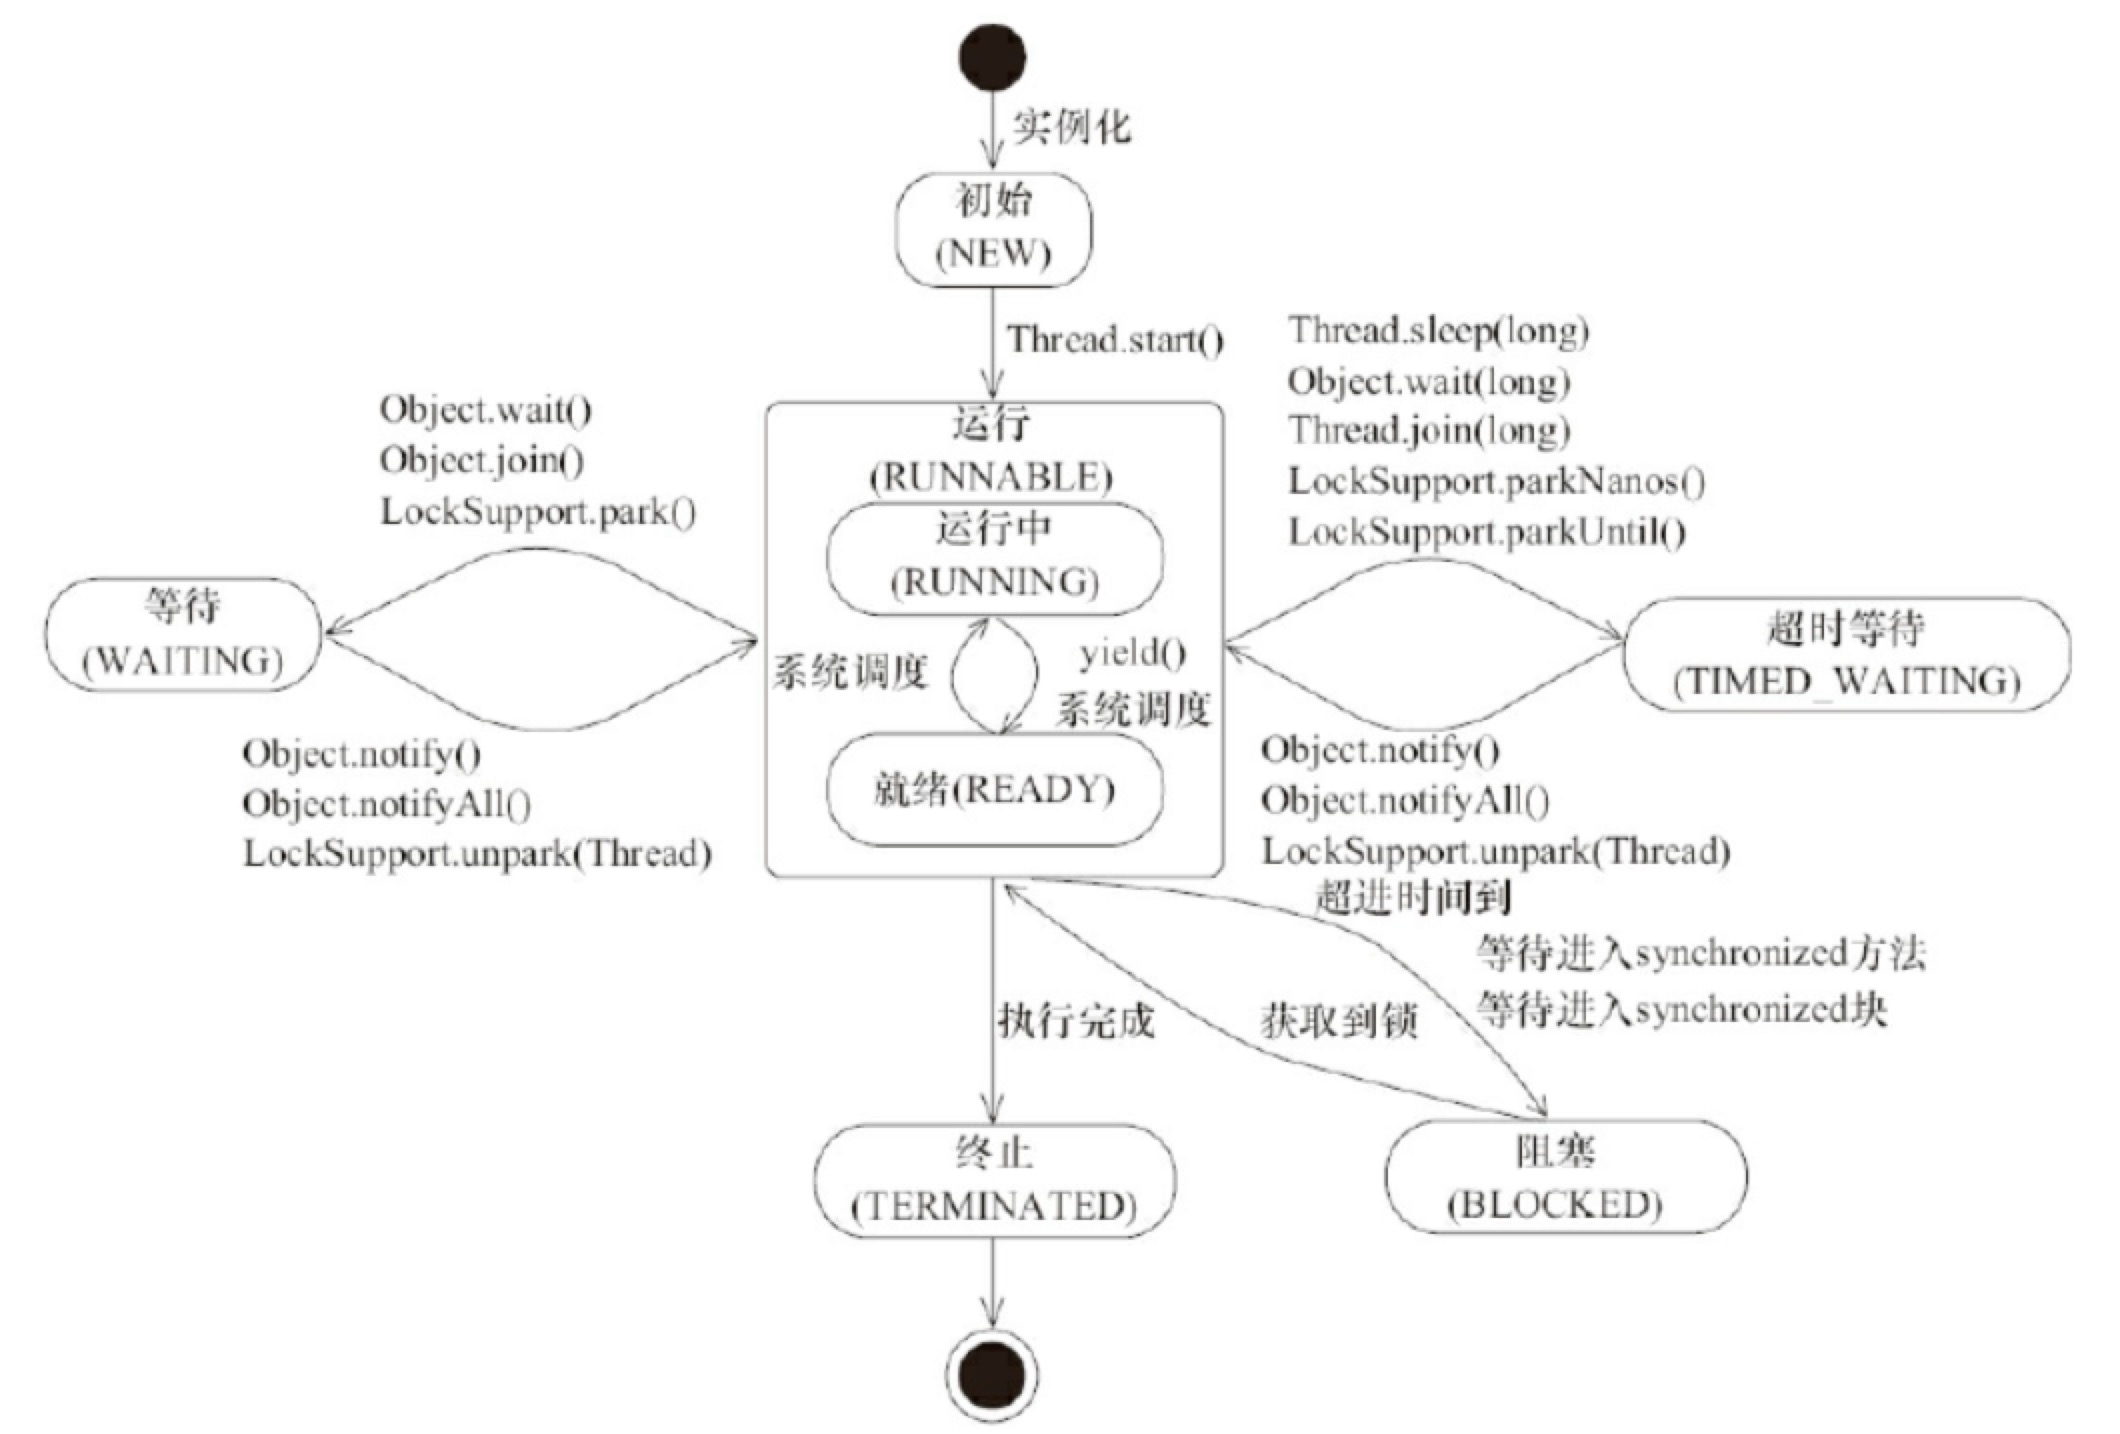 实例化
初始
(NEW)
Thread.start()
Thread.sleep(long)
Object.wait(long)
Thread.join(long)
LockSupport.parkNanos()
LockSupport.parkUntil()
Object.wait()
Object.join()
LockSupport.park()
运行
(RUNNABLE)
运行中
(RUNNING)
等待
(WAITING)
超时等待
(TIMED_WAITING)
系统调度
yield()
系统调度
就绪(READY)
Object.notify()
Object.notifyAll()
LockSupport.unpark(Thread)
Object.notify()
Object.notifyAll()
LockSupport.unpark(Thread)
超进时间到
等待进入synchronized方法
等待进入synchronized块
执行完成
获取到锁
终止
(TERMINATED)
阻塞
(BLOCKED)